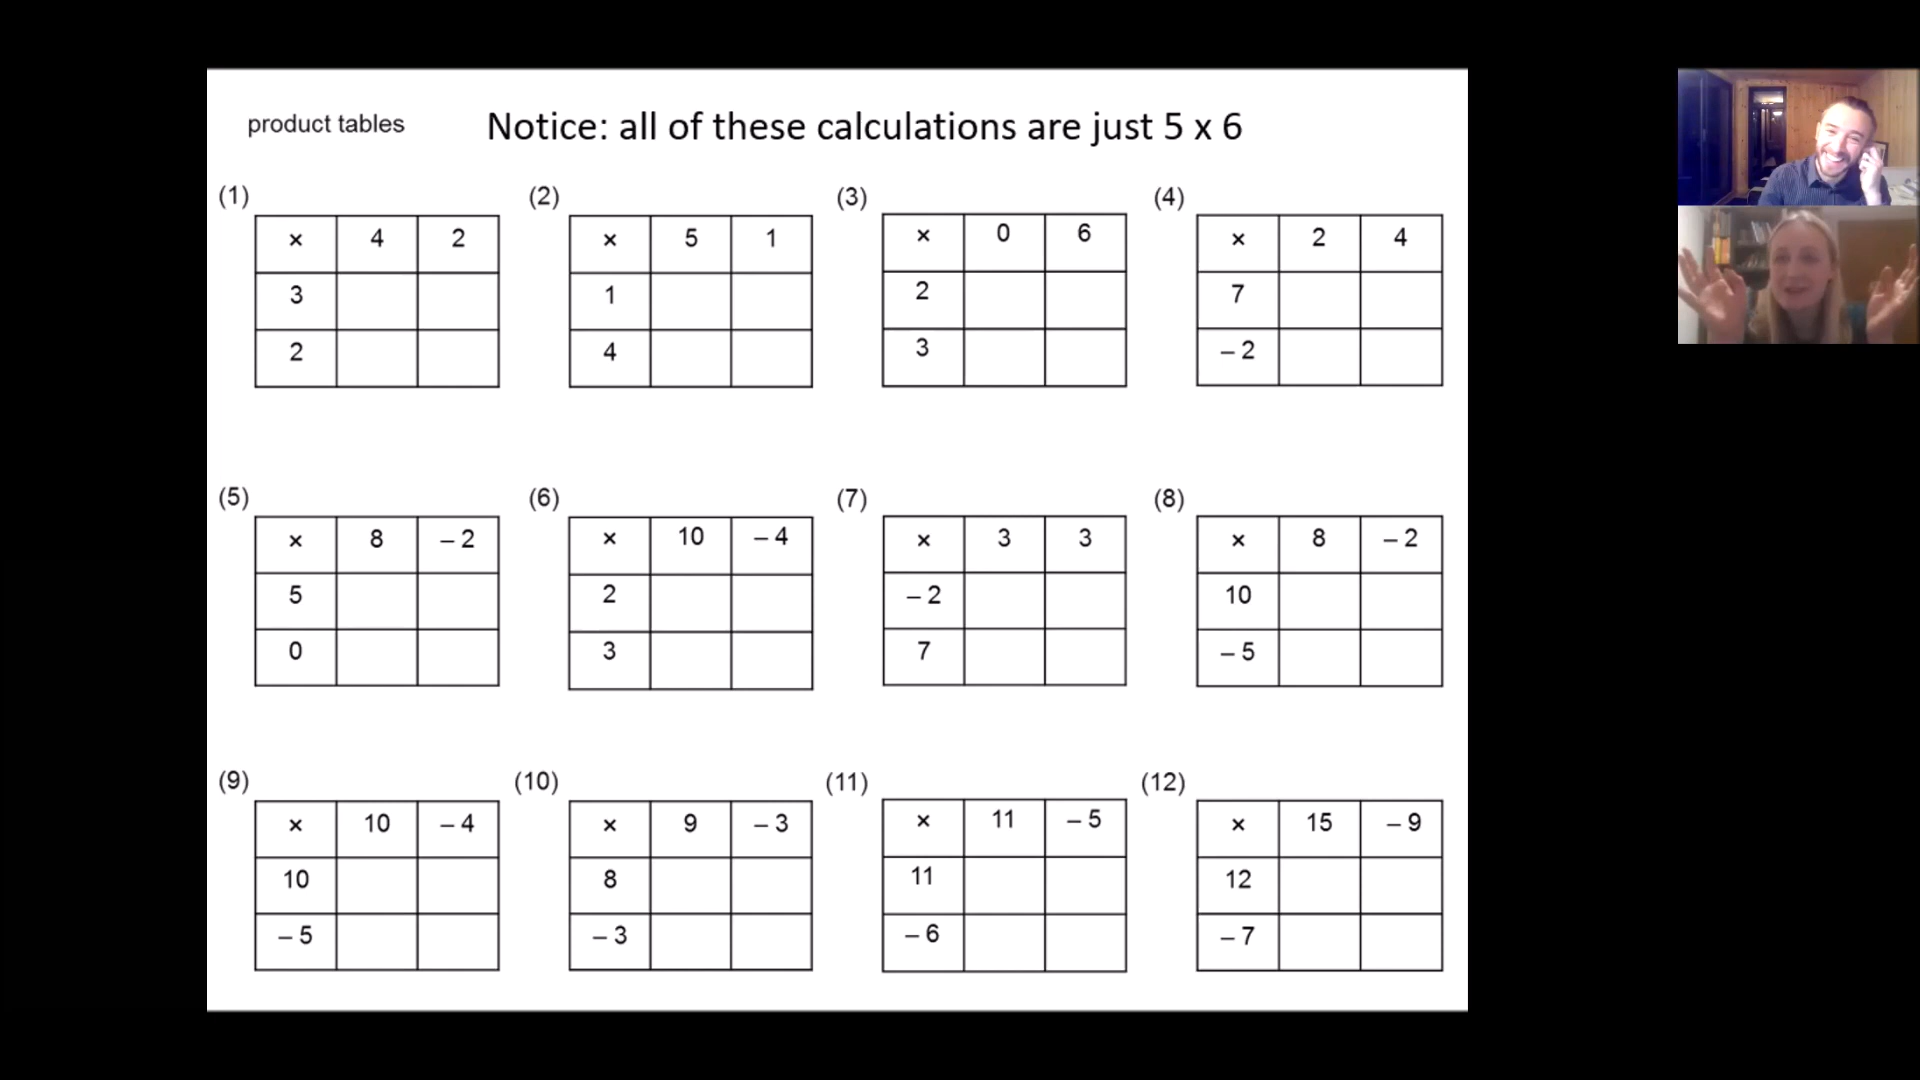 product tables
Notice: all of these calculations are just 5 x 6
(1) (2) (3) (4)
× 4 2 × 5 1 × 0 6 × 2 4
3 1 2 7
2 4 3 – 2
(5) (6) (7) (8)
× 8 – 2 × 10 – 4 × 3 3 × 8 – 2
5 2 – 2 10
0 3 7 – 5
(9) (10) (11) (12)
× 10 – 4 × 9 – 3 × 11 – 5 × 15 – 9
10 8 11 12
– 5 – 3 – 6 – 7